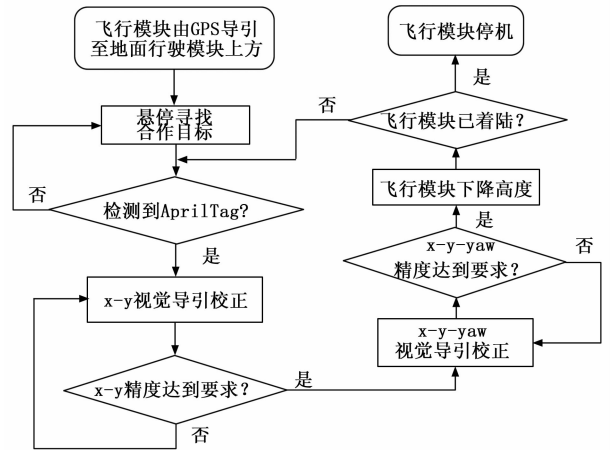 飞行模块由GPS导引
至地面行驶模块上方
悬停寻找
合作目标
否
检测到AprilTag?
是
x-y视觉导引校正
x-y精度达到要求?
否
是
x-y-yaw
视觉导引校正
x-y-yaw
精度达到要求?
否
是
飞行模块下降高度
飞行模块已着陆?
否
是
飞行模块停机